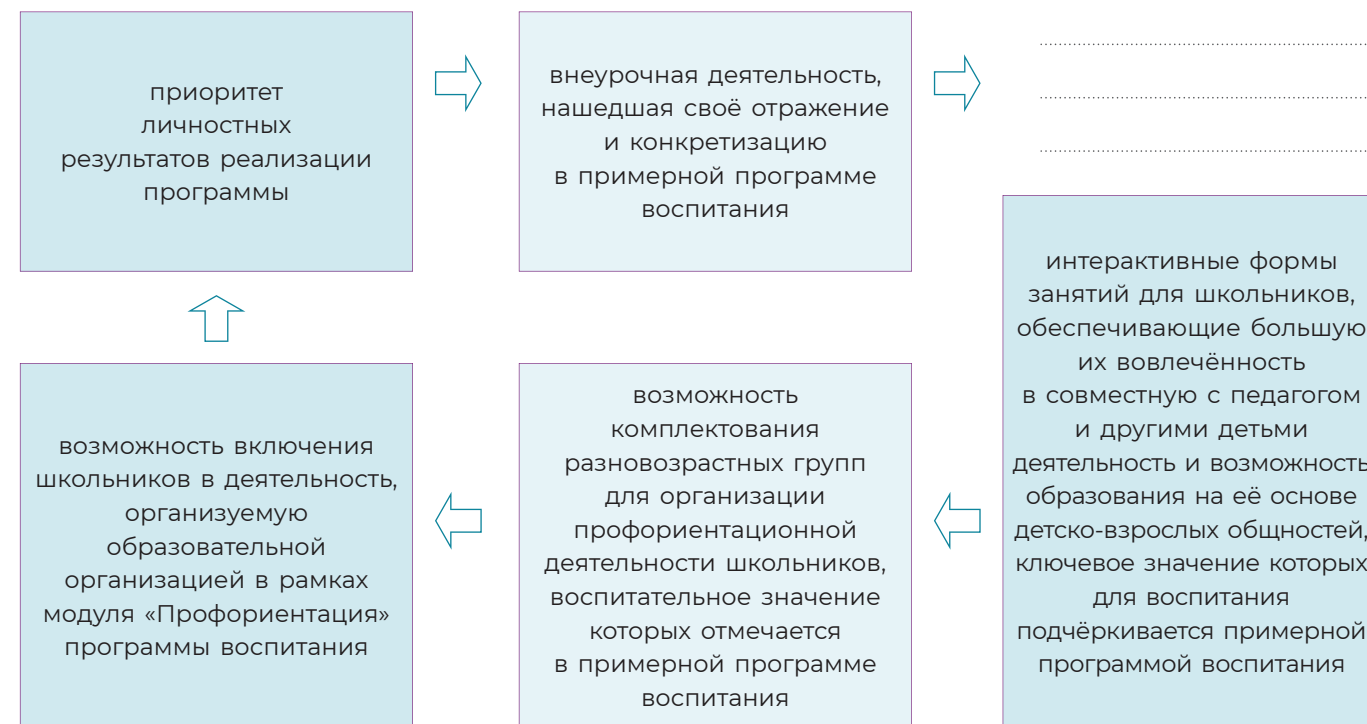 приоритет
личностных
результатов реализации
программы
внеурочная деятельность,
нашедшая своё отражение
и конкретизацию
в примерной программе
воспитания
интерактивные формы
занятий для школьников,
обеспечивающие большую
их вовлечённость
в совместную с педагогом
и другими детьми
деятельность и возможность
образования на её основе
детско-взрослых общностей,
ключевое значение которых
для воспитания
подчёркивается примерной
программой воспитания
возможность
комплектования
разновозрастных групп
для организации
профориентационной
деятельности школьников,
воспитательное значение
которых отмечается
в примерной программе
воспитания
возможность включения
школьников в деятельность,
организуемую
образовательной
организацией в рамках
модуля «Профориентация»
программы воспитания